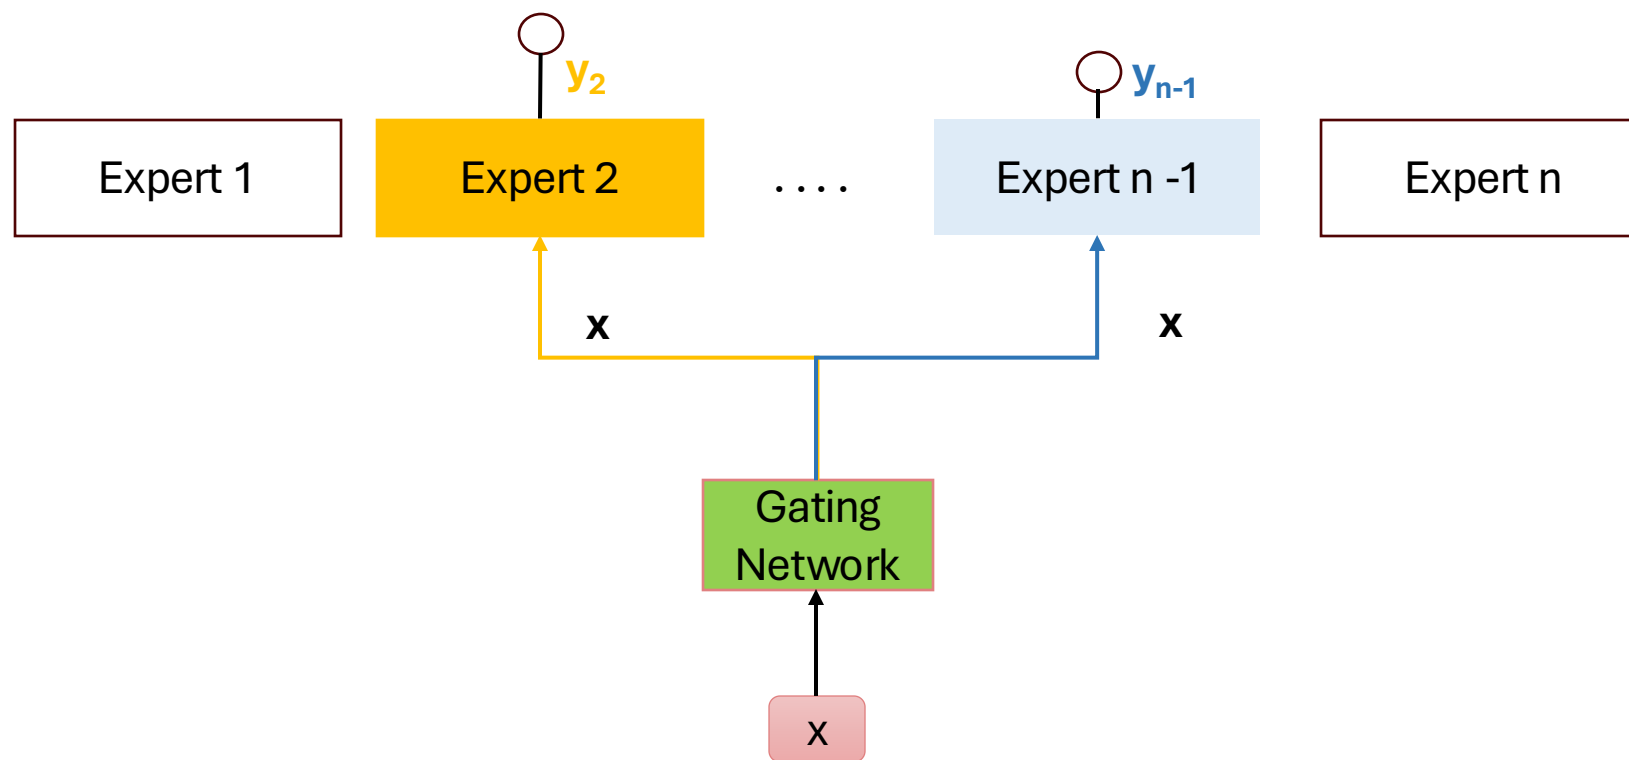 y2
yn-1
Expert 1
Expert 2
....
Expert n -1
Expert n
x
x
Gating
Network
x